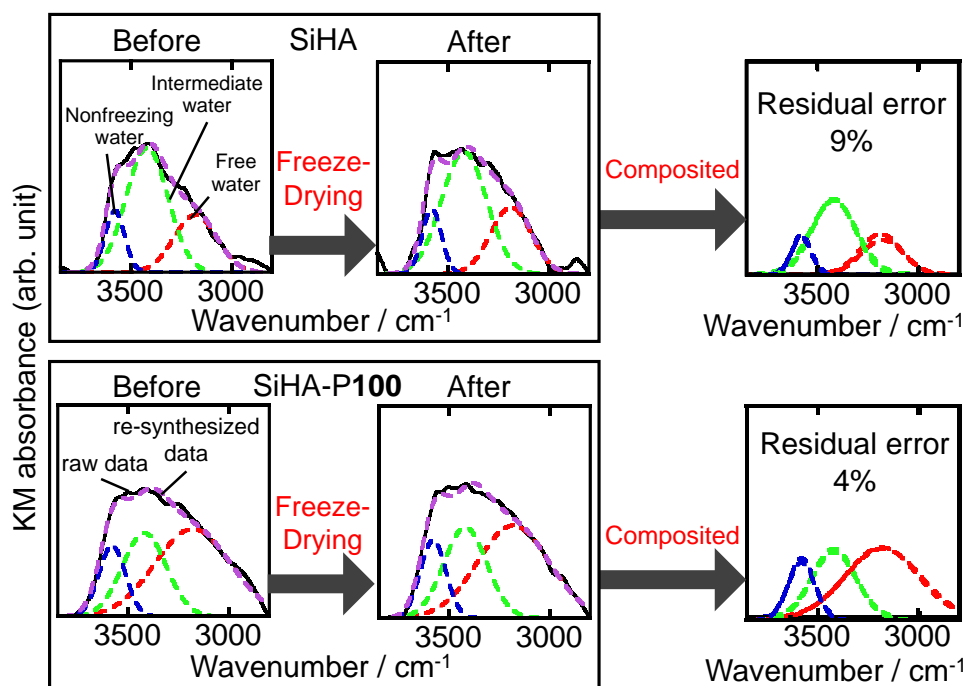 KM absorbance (arb. unit)
Before
SiHA
After
Nonfreezing
water
Intermediate
water
Free
water
Freeze-
Drying
Composited
Residual error
9%
3500 3000
3500 3000
3500 3000
Wavenumber / cm⁻¹
Wavenumber / cm⁻¹
Wavenumber / cm⁻¹
Before
SiHA-P100
After
raw data
re-synthesized
data
Freeze-
Drying
Composited
Residual error
4%
3500 3000
3500 3000
3500 3000
Wavenumber / cm⁻¹
Wavenumber / cm⁻¹
Wavenumber / cm⁻¹